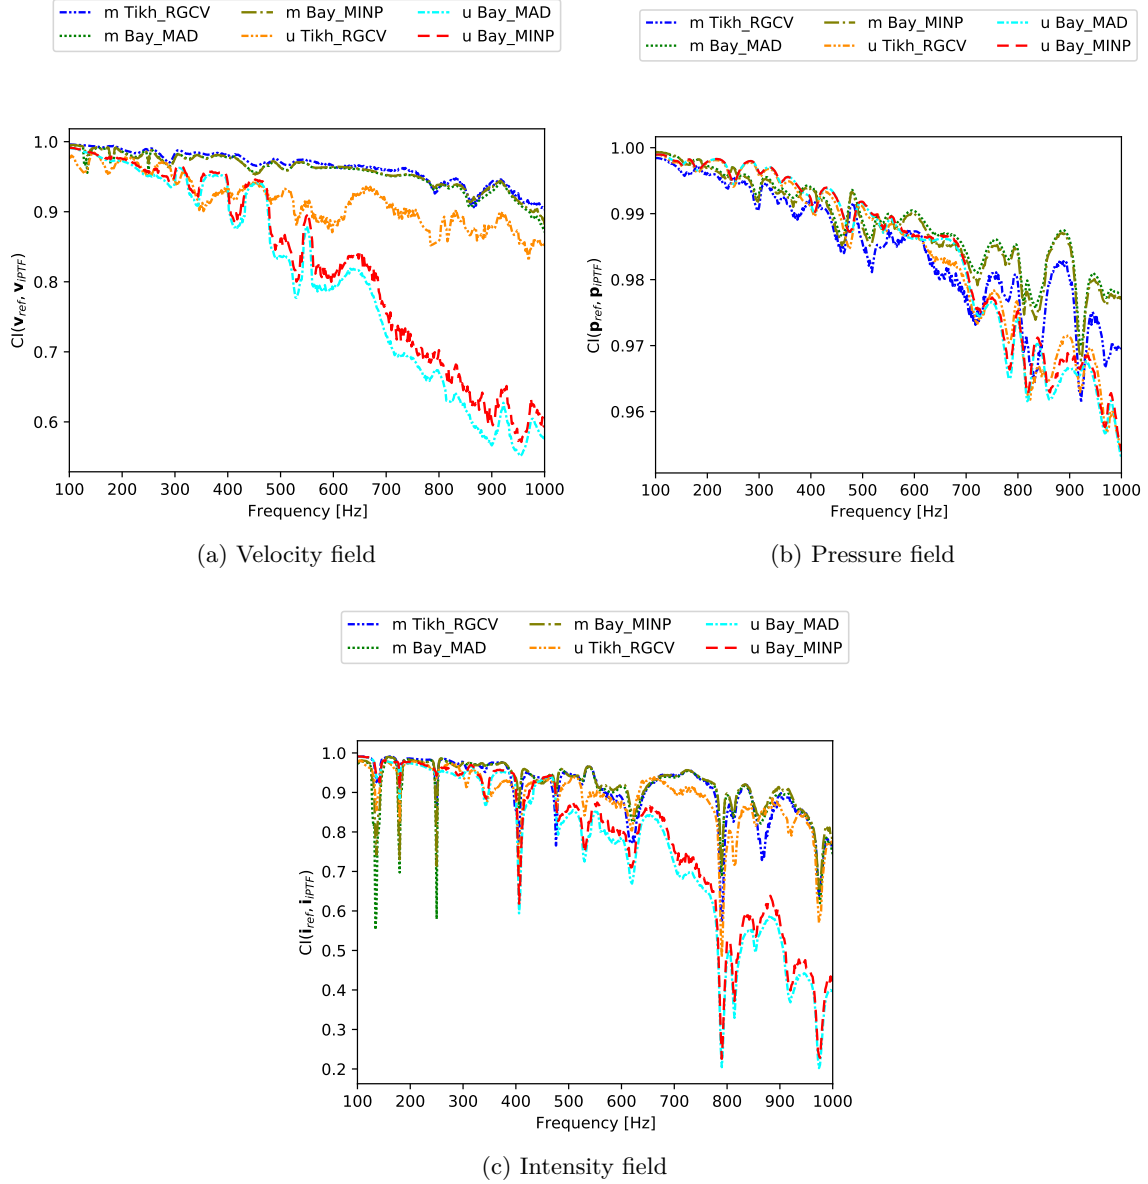 m Tikh_RGCV m Bay_MINP u Bay_MAD
m Bay_MAD u Tikh_RGCV u Bay_MINP
1.0
0.9
0.8
0.7
0.6
CI(v_ref, v_iPTF)
100 200 300 400 500 600 700 800 900 1000
Frequency [Hz]
(a) Velocity field
m Tikh_RGCV m Bay_MINP u Bay_MAD
m Bay_MAD u Tikh_RGCV u Bay_MINP
1.00
0.99
0.98
0.97
0.96
CI(p_ref, p_iPTF)
100 200 300 400 500 600 700 800 900 1000
Frequency [Hz]
(b) Pressure field
m Tikh_RGCV m Bay_MINP u Bay_MAD
m Bay_MAD u Tikh_RGCV u Bay_MINP
1.0
0.9
0.8
0.7
0.6
0.5
0.4
0.3
0.2
CI(i_ref, i_iPTF)
100 200 300 400 500 600 700 800 900 1000
Frequency [Hz]
(c) Intensity field